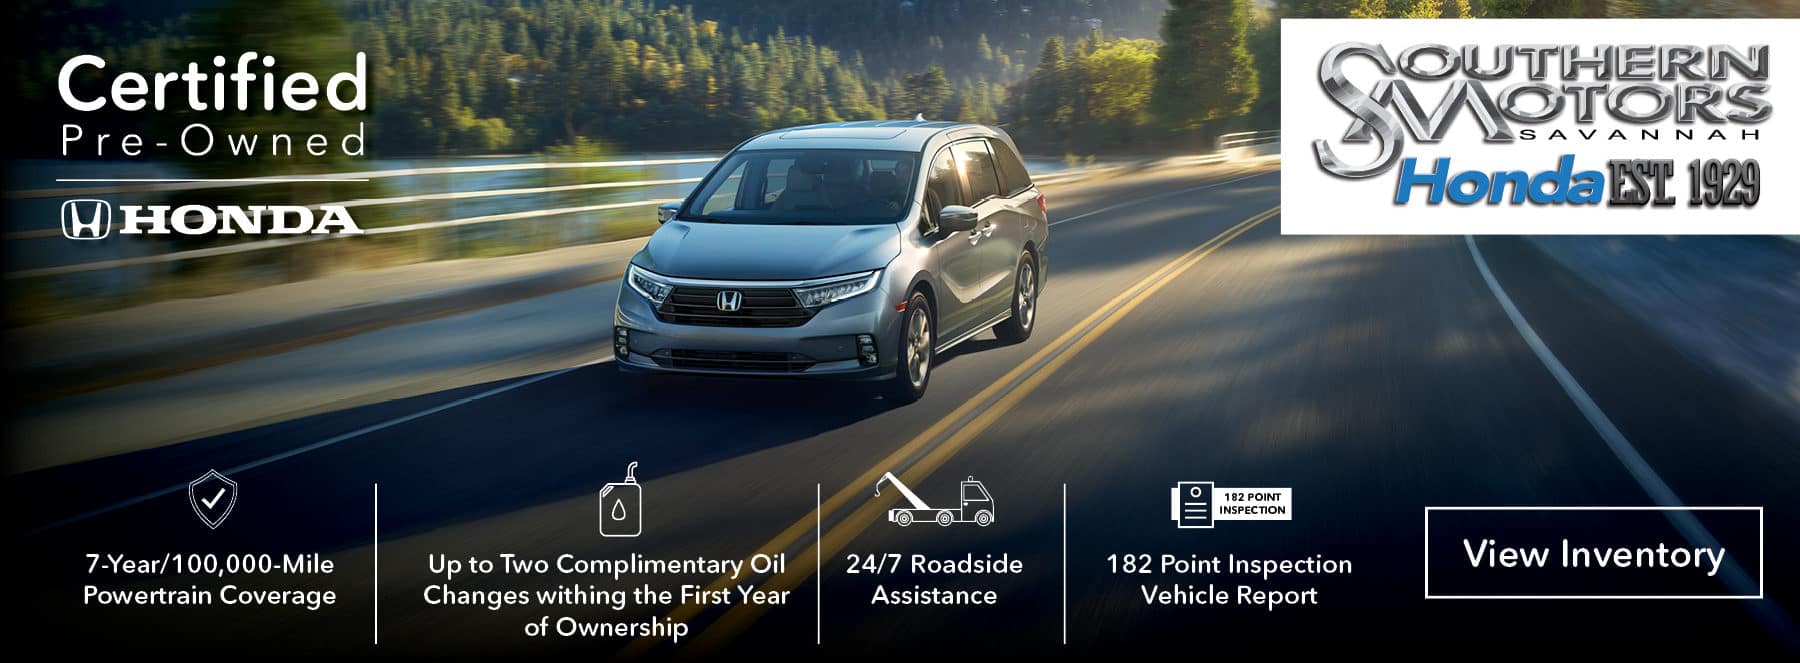 Certified
Pre-Owned
HONDA
SOUTHERN
MOTORS
SAVANNAH
Honda EST. 1929
182 POINT
INSPECTION
7-Year/100,000-Mile
Powertrain Coverage
Up to Two Complimentary Oil
Changes withing the First Year
of Ownership
24/7 Roadside
Assistance
182 Point Inspection
Vehicle Report
View Inventory